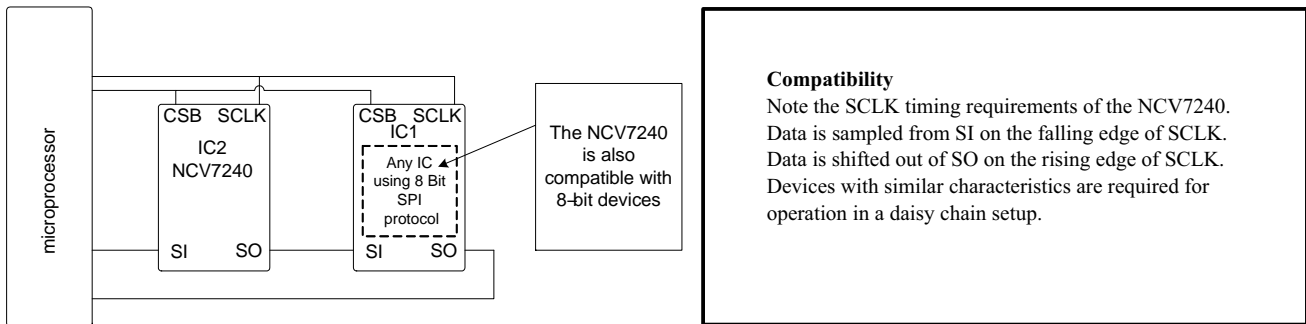 microprocessor
CSB SCLK
IC2
NCV7240
SI SO
CSB SCLK
IC1
Any IC
using 8 Bit
SPI
protocol
SI SO
The NCV7240
is also
compatible with
8-bit devices
Compatibility
Note the SCLK timing requirements of the NCV7240.
Data is sampled from SI on the falling edge of SCLK.
Data is shifted out of SO on the rising edge of SCLK.
Devices with similar characteristics are required for
operation in a daisy chain setup.